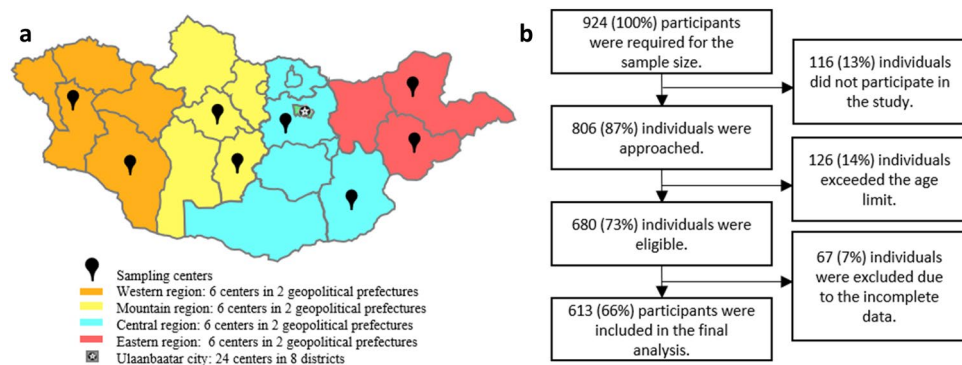 a
Sampling centers
Western region: 6 centers in 2 geopolitical prefectures
Mountain region: 6 centers in 2 geopolitical prefectures
Central region: 6 centers in 2 geopolitical prefectures
Eastern region: 6 centers in 2 geopolitical prefectures
Ulaanbaatar city: 24 centers in 8 districts
b
924 (100%) participants
were required for the
sample size.
116 (13%) individuals
did not participate in
the study.
806 (87%) individuals were
approached.
126 (14%) individuals
exceeded the age
limit.
680 (73%) individuals were
eligible.
67 (7%) individuals
were excluded due
to the incomplete
data.
613 (66%) participants were
included in the final
analysis.